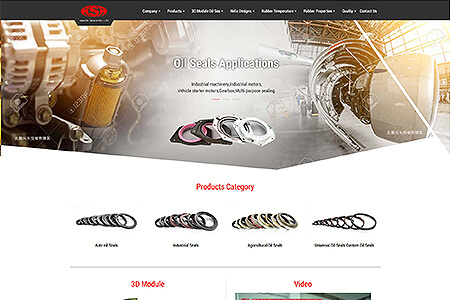 Company Products 3D Module Oil Sea Helix Designs Rubber Temperature Rubber Properties Quality Contact Us
Oil Seals Applications
Industrial machinery,Industrial motors,
Vehicle starter motors,Gearbox,Multi-purpose sealing
Products Category
Auto oil Seals Industrial Seals Agricultural Oil Seals Universal Oil Seals Custom Oil Seals
3D Module Video